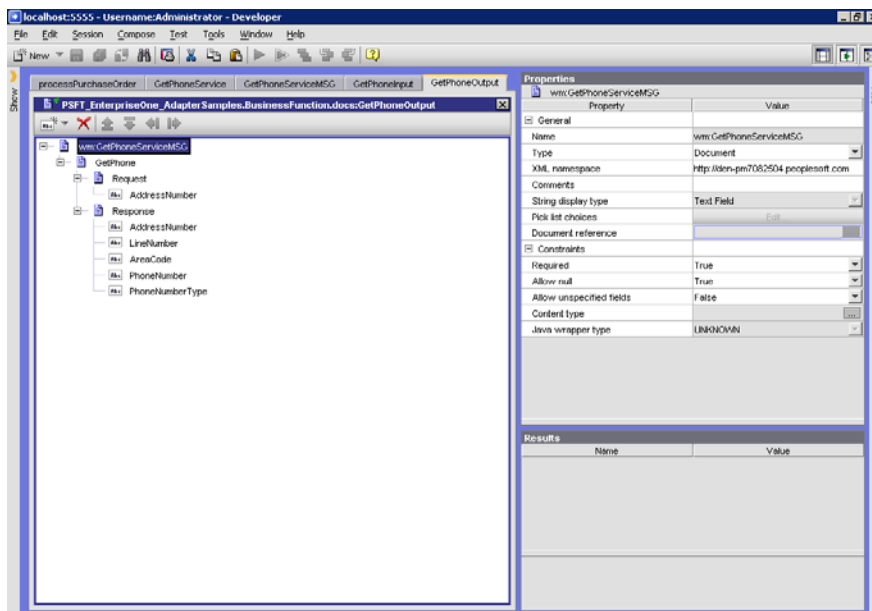 localhost:5555 - Username:Administrator - Developer
File Edit Session Compose Test Tools Window Help
New
Show
processPurchaseOrder GetPhoneService GetPhoneServiceMSG GetPhoneInput GetPhoneOutput
PSFT_EnterpriseOne_AdapterSamples.BusinessFunction.docs:GetPhoneOutput
wm:GetPhoneServiceMSG
GetPhone
Request
AddressNumber
Response
AddressNumber
LineNumber
AreaCode
PhoneNumber
PhoneNumberType
Properties
wm:GetPhoneServiceMSG
Property Value
General
Name wm:GetPhoneServiceMSG
Type Document
XML namespace http://den-pm7082504.peoplesoft.com
Comments
String display type Text Field
Pick list choices Edit...
Document reference
Constraints
Required True
Allow null True
Allow unspecified fields False
Content type
Java wrapper type UNKNOWN
Results
Name Value